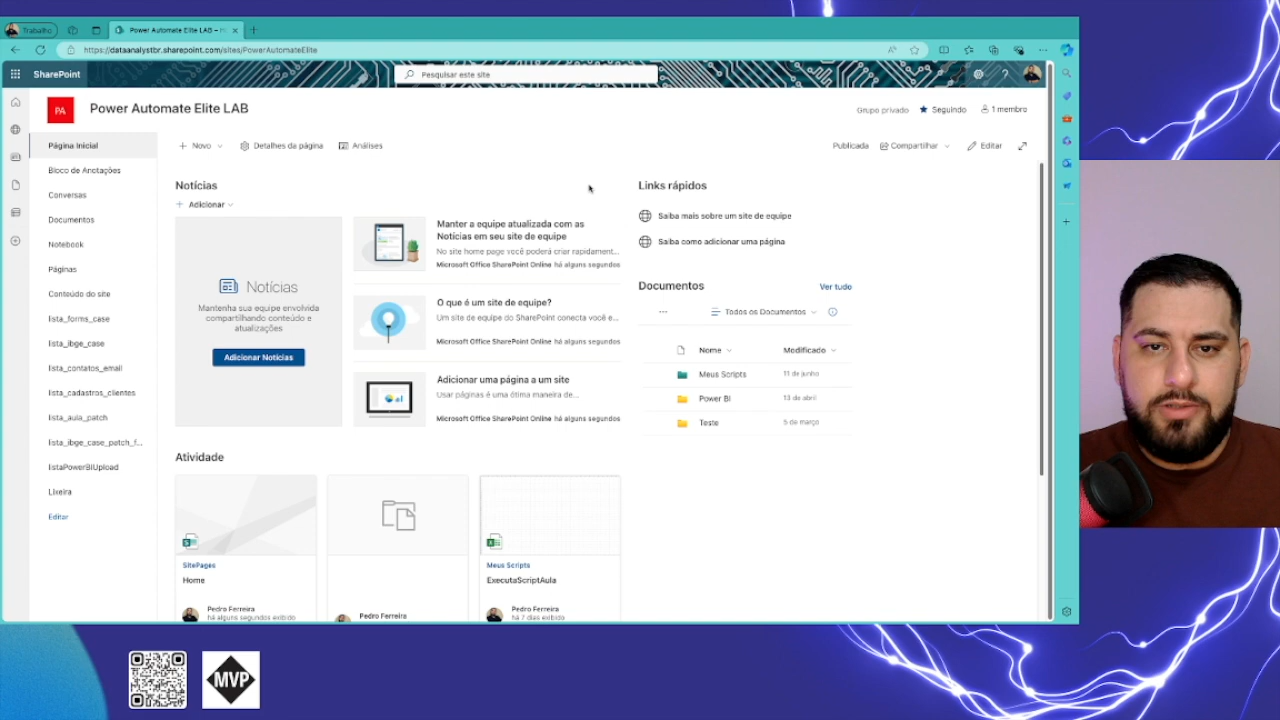 Trabalho
Power Automate Elite LAB – H
https://dataanalystbr.sharepoint.com/sites/PowerAutomateElite
SharePoint
Pesquisar este site
PA
Power Automate Elite LAB
Grupo privado
Seguindo
1 membro
Página Inicial
Bloco de Anotações
Conversas
Documentos
Notebook
Páginas
Conteúdo do site
lista_forms_case
lista_ibge_case
lista_contatos_email
lista_cadastros_clientes
lista_aula_patch
lista_ibge_case_patch_f...
listaPowerBIUpload
Lixeira
Editar
Novo
Detalhes da página
Análises
Publicada
Compartilhar
Editar
Notícias
Adicionar
Notícias
Mantenha sua equipe envolvida
compartilhando conteúdo e
atualizações
Adicionar Notícias
Manter a equipe atualizada com as
Notícias em seu site de equipe
No site home page você poderá criar rapidament...
Microsoft Office SharePoint Online há alguns segundos
O que é um site de equipe?
Um site de equipe do SharePoint conecta você e...
Microsoft Office SharePoint Online há alguns segundos
Adicionar uma página a um site
Usar páginas é uma ótima maneira de...
Microsoft Office SharePoint Online há alguns segundos
Links rápidos
Saiba mais sobre um site de equipe
Saiba como adicionar uma página
Documentos
Ver tudo
Todos os Documentos
Nome
Modificado
Meus Scripts
11 de junho
Power BI
13 de abril
Teste
5 de março
Atividade
SitePages
Home
Pedro Ferreira
há alguns segundos exibido
Pedro Ferreira
Meus Scripts
ExecutaScriptAula
Pedro Ferreira
há 7 dias exibido
MVP